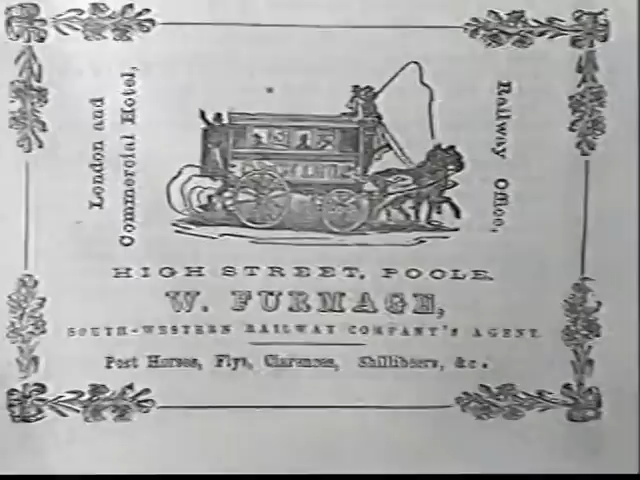 London and
Commercial Hotel,
Railway Office,
HIGH STREET, POOLE.
W. FURMAGE,
SOUTH-WESTERN RAILWAY COMPANY'S AGENT.
Post Horses, Flys, Clarences, Shillibeers, &c.